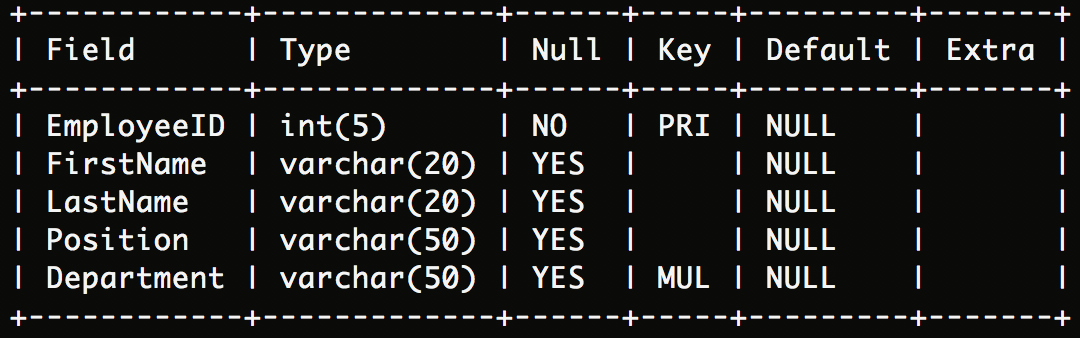 +------------+-------------+------+-----+---------+-------+
| Field      | Type        | Null | Key | Default | Extra |
+------------+-------------+------+-----+---------+-------+
| EmployeeID | int(5)      | NO   | PRI | NULL    |       |
| FirstName  | varchar(20) | YES  |     | NULL    |       |
| LastName   | varchar(20) | YES  |     | NULL    |       |
| Position   | varchar(50) | YES  |     | NULL    |       |
| Department | varchar(50) | YES  | MUL | NULL    |       |
+------------+-------------+------+-----+---------+-------+